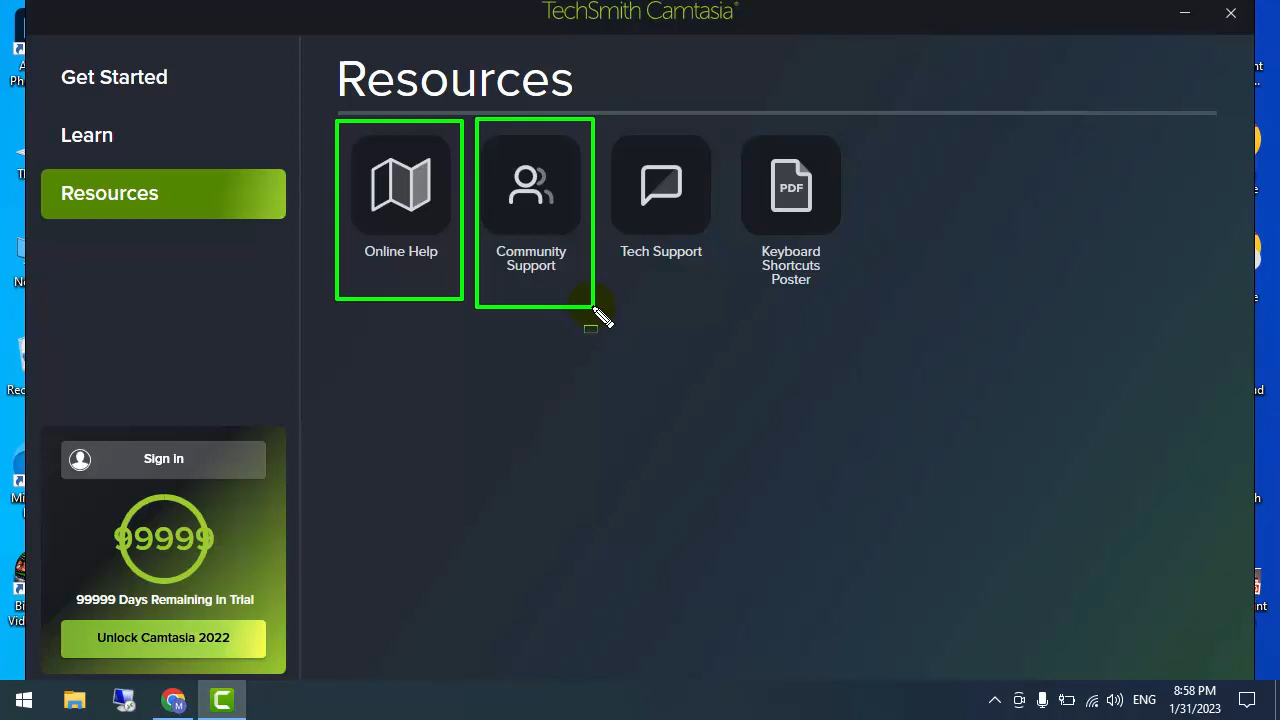 TechSmith Camtasia®
Get Started
Learn
Resources
Resources
Online Help
Community
Support
Tech Support
PDF
Keyboard
Shortcuts
Poster
Sign In
99999
99999 Days Remaining in Trial
Unlock Camtasia 2022
ENG
8:58 PM
1/31/2023